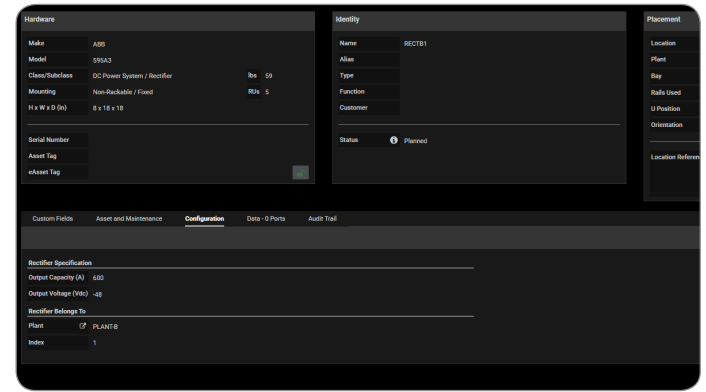 Hardware
Make ABB
Model 595A3
Class/Subclass DC Power System / Rectifier lbs 59
Mounting Non-Rackable / Fixed RUs 5
H x W x D (in) 8 x 18 x 18
Serial Number
Asset Tag
eAsset Tag
Identity
Name RECTB1
Alias
Type
Function
Customer
Status Planned
Placement
Location
Plant
Bay
Rails Used
U Position
Orientation
Location Referen
Custom Fields Asset and Maintenance Configuration Data - 0 Ports Audit Trail
Rectifier Specification
Output Capacity (A) 600
Output Voltage (Vdc) -48
Rectifier Belongs To
Plant PLANT-B
Index 1